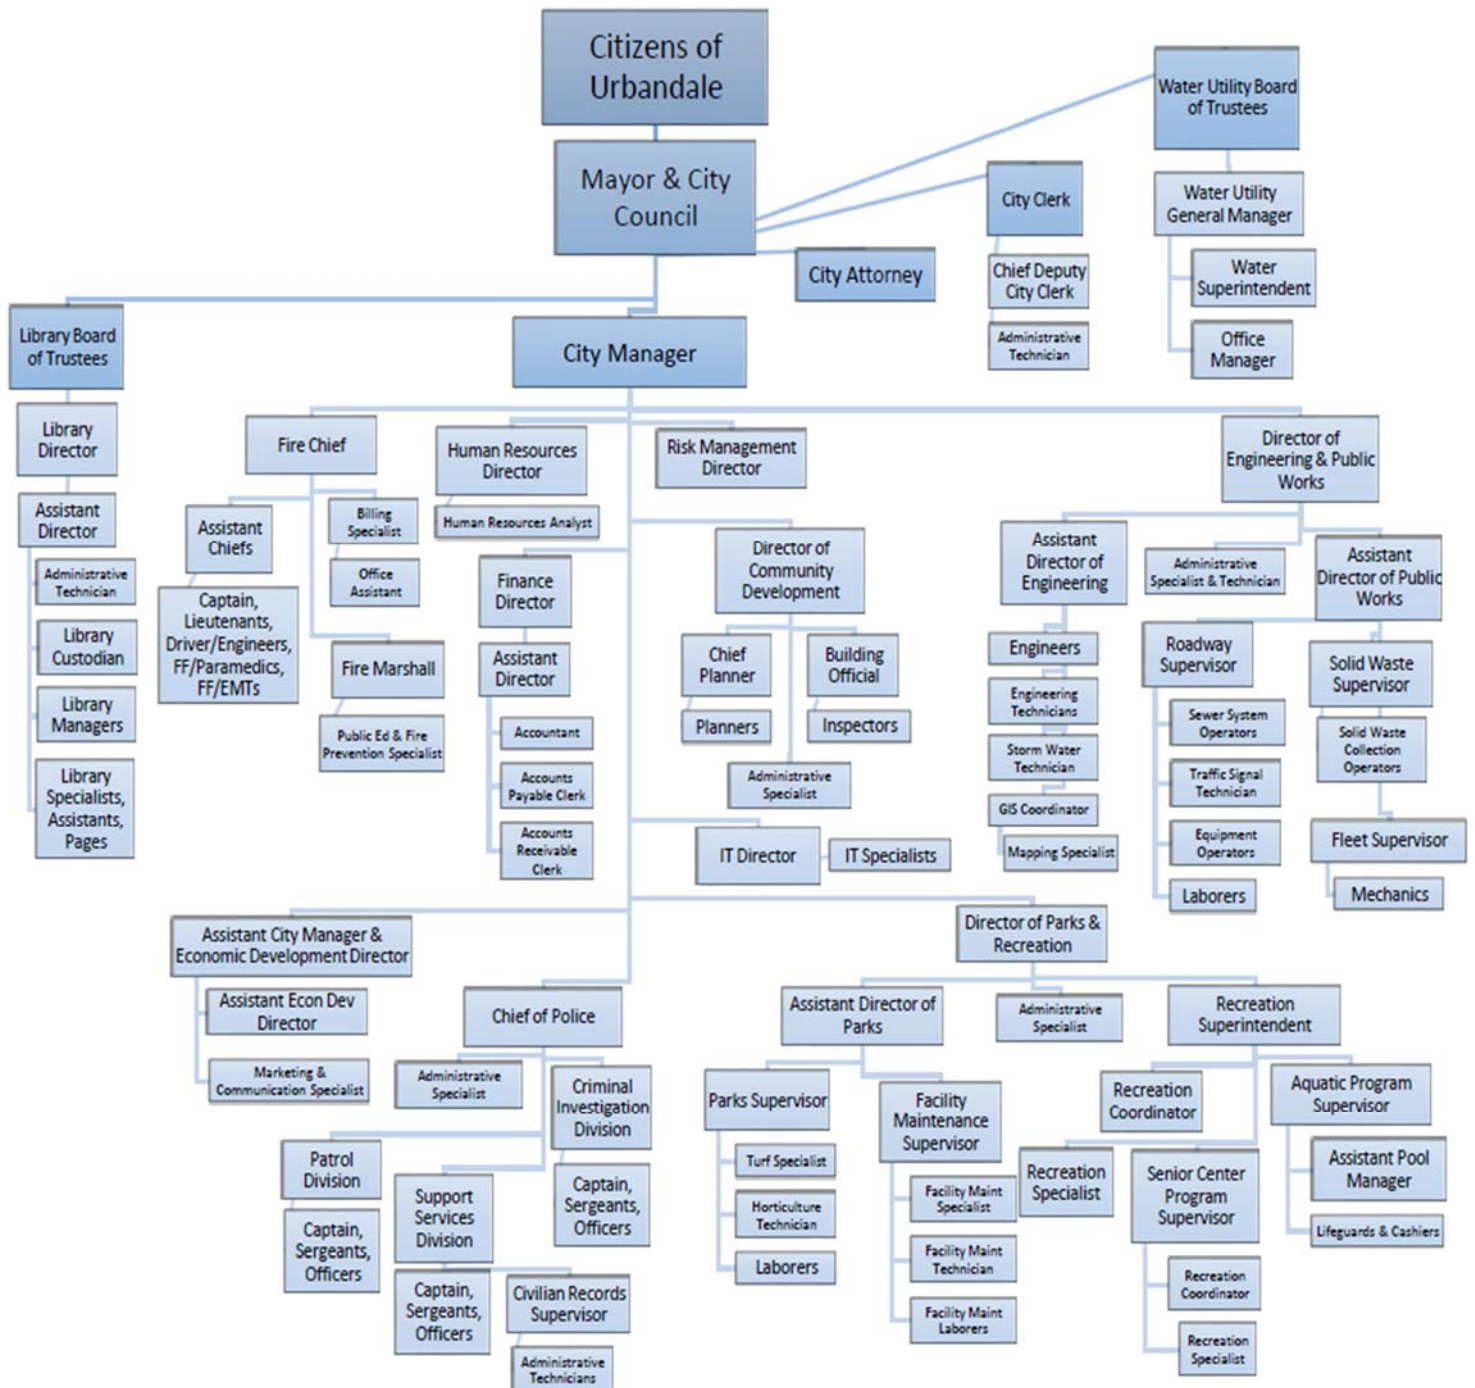 Citizens of
Urbandale
Mayor & City
Council
Water Utility Board
of Trustees
Water Utility
General Manager
Water
Superintendent
Office
Manager
City Clerk
Chief Deputy
City Clerk
Administrative
Technician
City Attorney
Library Board
of Trustees
Library
Director
Assistant
Director
Administrative
Technician
Library
Custodian
Library
Managers
Library
Specialists,
Assistants,
Pages
City Manager
Fire Chief
Assistant
Chiefs
Captain,
Lieutenants,
Driver/Engineers,
FF/Paramedics,
FF/EMTs
Billing
Specialist
Office
Assistant
Fire Marshall
Public Ed & Fire
Prevention Specialist
Human Resources
Director
Human Resources Analyst
Risk Management
Director
Finance
Director
Assistant
Director
Accountant
Accounts
Payable Clerk
Accounts
Receivable
Clerk
Director of
Community
Development
Chief
Planner
Planners
Building
Official
Inspectors
Administrative
Specialist
IT Director
IT Specialists
Director of
Engineering & Public
Works
Assistant
Director of
Engineering
Engineers
Engineering
Technicians
Storm Water
Technician
GIS Coordinator
Mapping Specialist
Administrative
Specialist & Technician
Assistant
Director of Public
Works
Roadway
Supervisor
Sewer System
Operators
Traffic Signal
Technician
Equipment
Operators
Laborers
Solid Waste
Supervisor
Solid Waste
Collection
Operators
Fleet Supervisor
Mechanics
Assistant City Manager &
Economic Development Director
Assistant Econ Dev
Director
Marketing &
Communication Specialist
Chief of Police
Administrative
Specialist
Criminal
Investigation
Division
Captain,
Sergeants,
Officers
Patrol
Division
Captain,
Sergeants,
Officers
Support
Services
Division
Captain,
Sergeants,
Officers
Civilian Records
Supervisor
Administrative
Technicians
Director of Parks &
Recreation
Assistant Director of
Parks
Parks Supervisor
Turf Specialist
Horticulture
Technician
Laborers
Facility
Maintenance
Supervisor
Facility Maint
Specialist
Facility Maint
Technician
Facility Maint
Laborers
Administrative
Specialist
Recreation
Superintendent
Recreation
Coordinator
Recreation
Specialist
Senior Center
Program
Supervisor
Recreation
Coordinator
Recreation
Specialist
Aquatic Program
Supervisor
Assistant Pool
Manager
Lifeguards & Cashiers